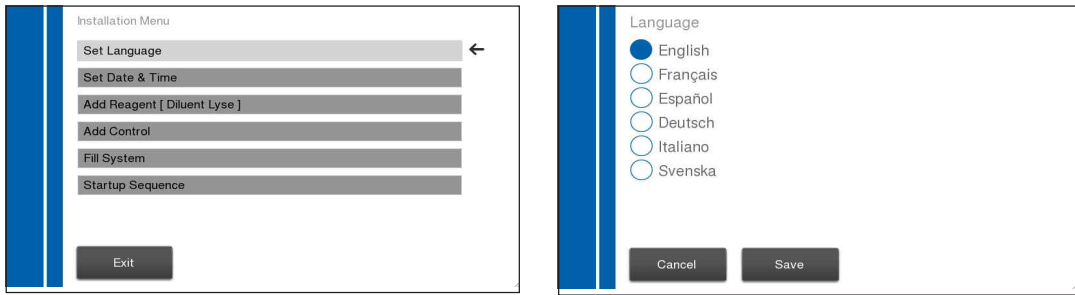 Installation Menu
Set Language
Set Date & Time
Add Reagent [ Diluent Lyse ]
Add Control
Fill System
Startup Sequence
Exit
Language
English
Français
Español
Deutsch
Italiano
Svenska
Cancel
Save